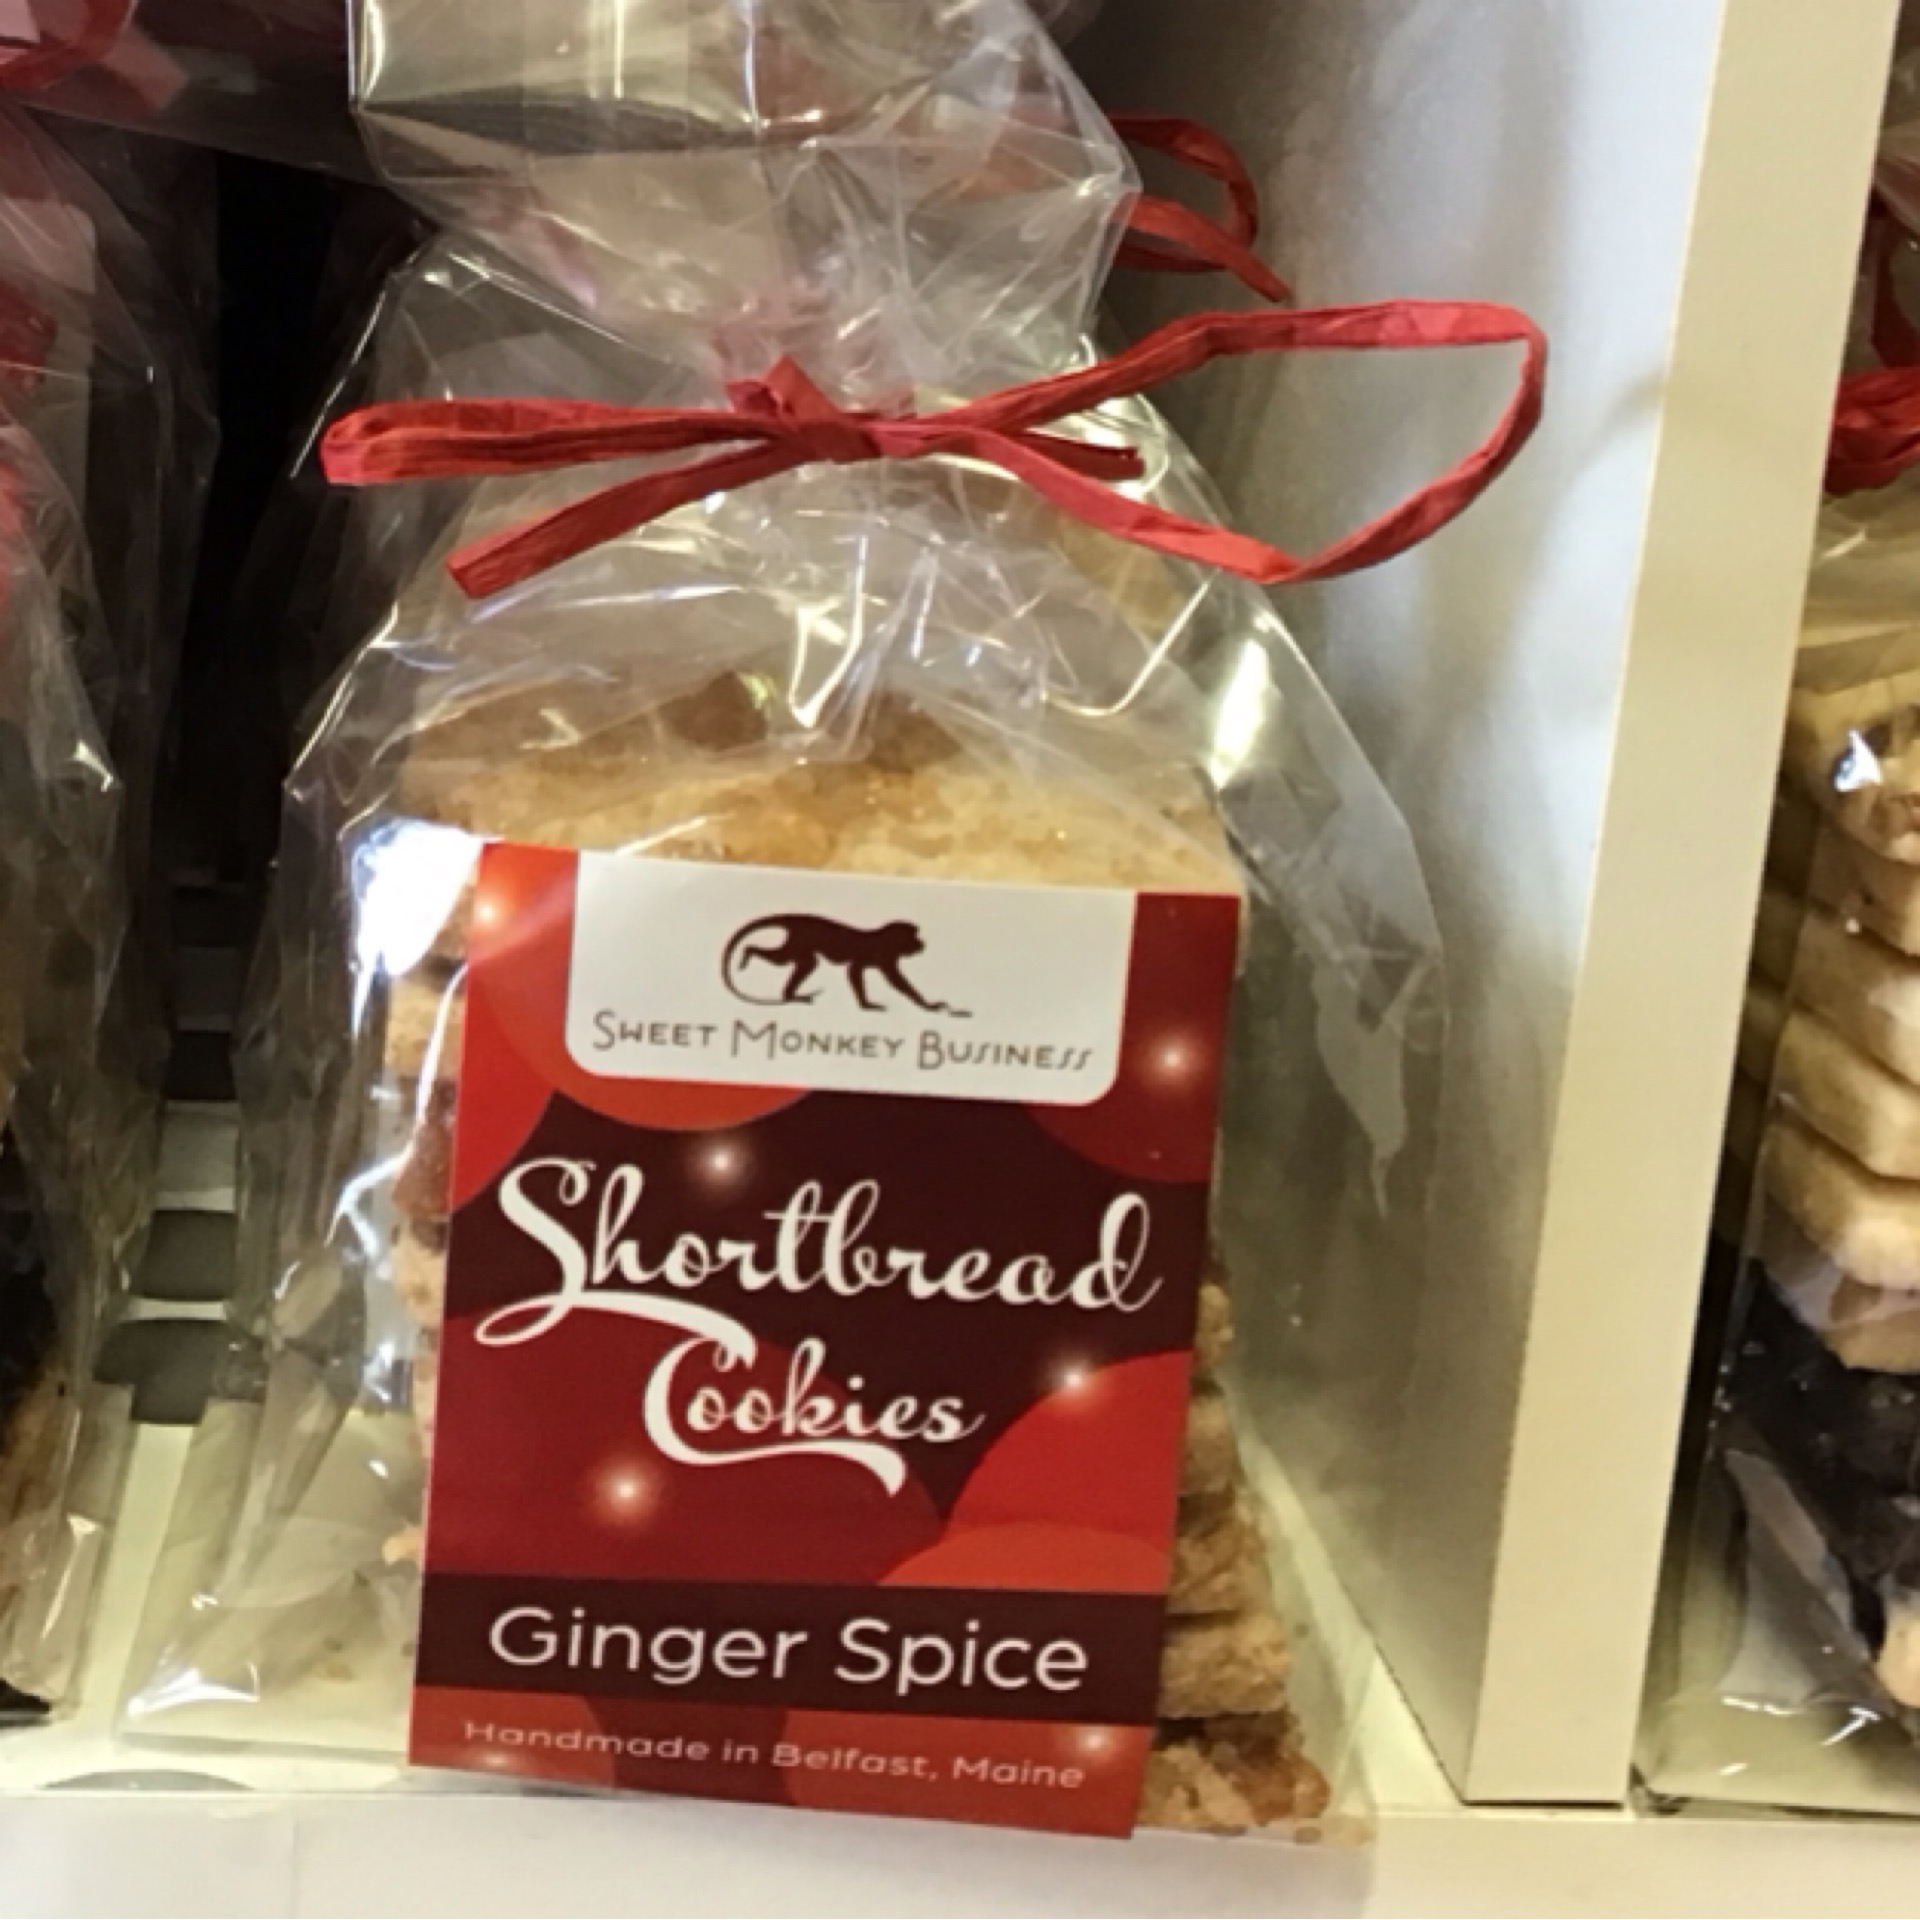 Sweet Monkey Business
Shortbread
Cookies
Ginger Spice
Handmade in Belfast, Maine